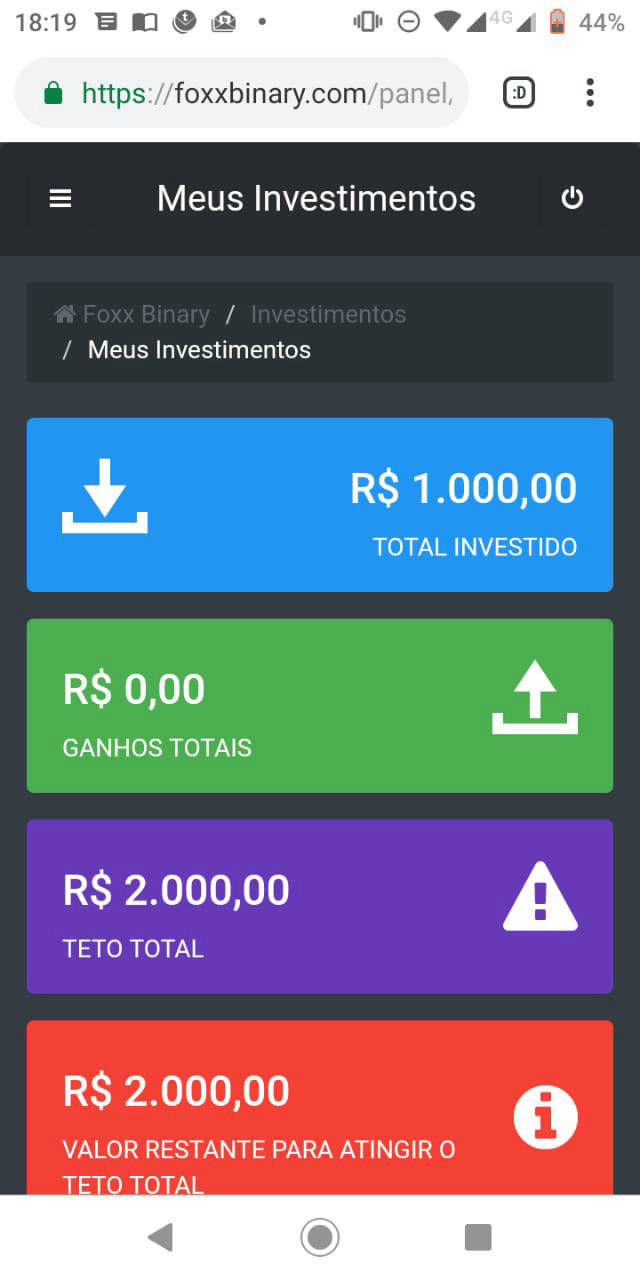 18:19 4G 44%
https://foxxbinary.com/panel/
:D
Meus Investimentos
Foxx Binary / Investimentos
/ Meus Investimentos
R$ 1.000,00
TOTAL INVESTIDO
R$ 0,00
GANHOS TOTAIS
R$ 2.000,00
TETO TOTAL
R$ 2.000,00
VALOR RESTANTE PARA ATINGIR O
TETO TOTAL